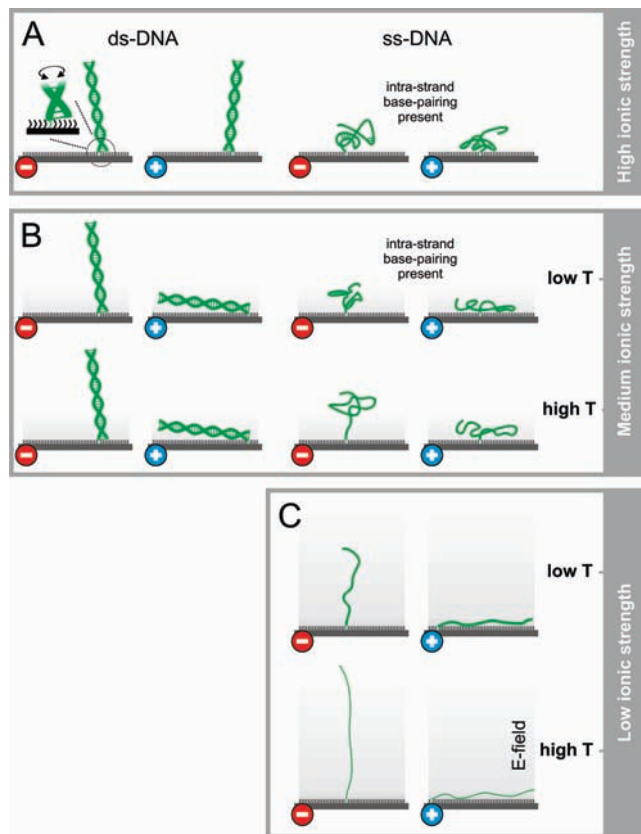 A
ds-DNA
ss-DNA
intra-strand
base-pairing
present
High ionic strength
B
intra-strand
base-pairing
present
low T
high T
Medium ionic strength
C
low T
E-field
high T
Low ionic strength